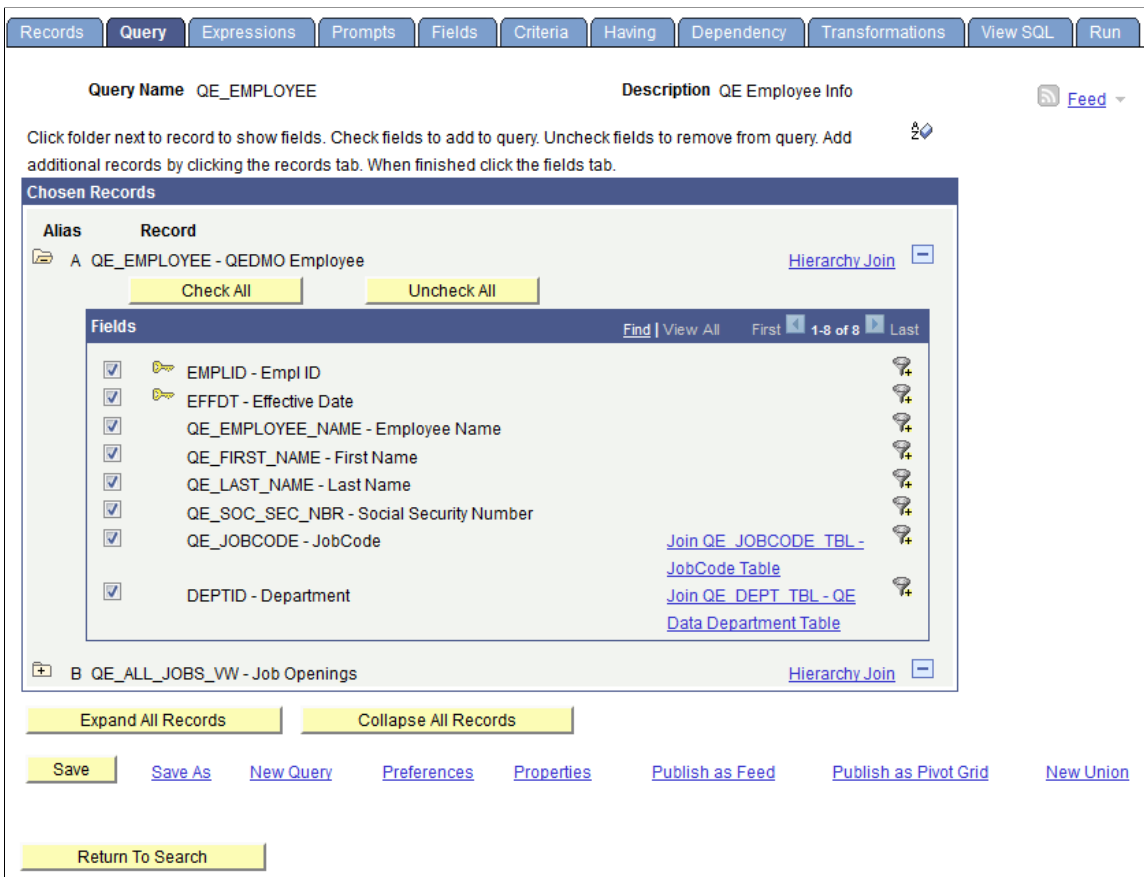 Records Query Expressions Prompts Fields Criteria Having Dependency Transformations View SQL Run
Query Name QE_EMPLOYEE Description QE Employee Info
Feed
Click folder next to record to show fields. Check fields to add to query. Uncheck fields to remove from query. Add
additional records by clicking the records tab. When finished click the fields tab.
Chosen Records
Alias Record
A QE_EMPLOYEE - QEDMO Employee Hierarchy Join
Check All Uncheck All
Fields Find | View All First 1-8 of 8 Last
EMPLID - Empl ID
EFFDT - Effective Date
QE_EMPLOYEE_NAME - Employee Name
QE_FIRST_NAME - First Name
QE_LAST_NAME - Last Name
QE_SOC_SEC_NBR - Social Security Number
QE_JOBCODE - JobCode Join QE_JOBCODE_TBL -
JobCode Table
DEPTID - Department Join QE_DEPT_TBL - QE
Data Department Table
B QE_ALL_JOBS_VW - Job Openings Hierarchy Join
Expand All Records Collapse All Records
Save Save As New Query Preferences Properties Publish as Feed Publish as Pivot Grid New Union
Return To Search